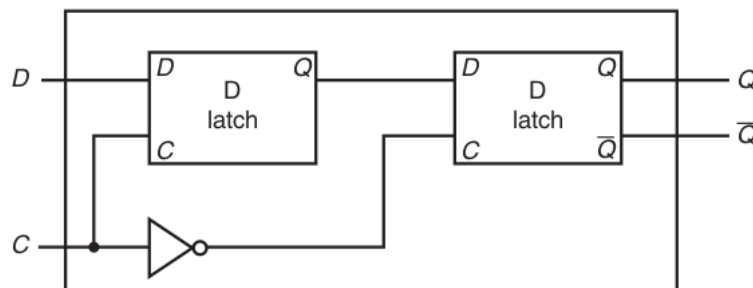 D D Q D Q Q
D D
latch latch
C C Q̅ Q̅
C